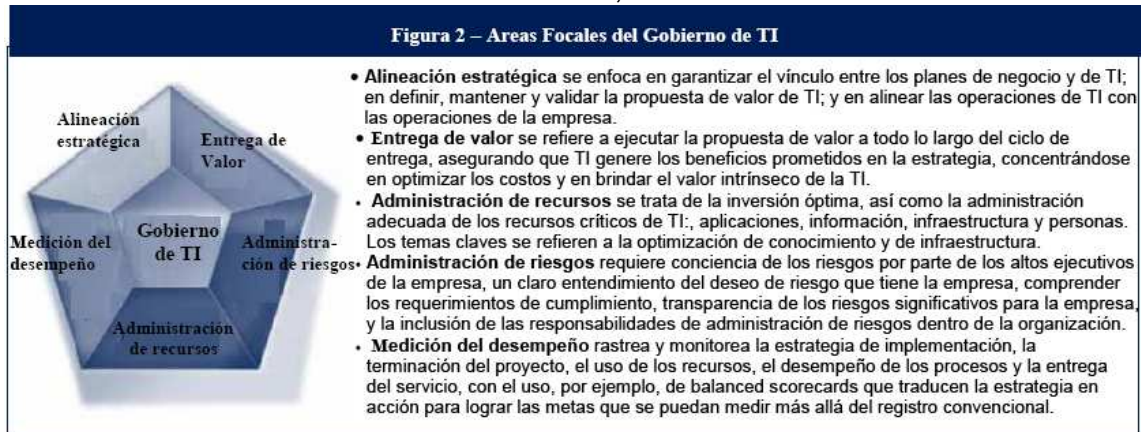 Figura 2 – Areas Focales del Gobierno de TI
Alineación
estratégica
Entrega de
Valor
Medición del
desempeño
Gobierno
de TI
Administra-
ción de riesgos
Administración
de recursos
• Alineación estratégica se enfoca en garantizar el vínculo entre los planes de negocio y de TI;
en definir, mantener y validar la propuesta de valor de TI; y en alinear las operaciones de TI con
las operaciones de la empresa.
• Entrega de valor se refiere a ejecutar la propuesta de valor a todo lo largo del ciclo de
entrega, asegurando que TI genere los beneficios prometidos en la estrategia, concentrándose
en optimizar los costos y en brindar el valor intrínseco de la TI.
• Administración de recursos se trata de la inversión óptima, así como la administración
adecuada de los recursos críticos de TI:, aplicaciones, información, infraestructura y personas.
Los temas claves se refieren a la optimización de conocimiento y de infraestructura.
• Administración de riesgos requiere conciencia de los riesgos por parte de los altos ejecutivos
de la empresa, un claro entendimiento del deseo de riesgo que tiene la empresa, comprender
los requerimientos de cumplimiento, transparencia de los riesgos significativos para la empresa,
y la inclusión de las responsabilidades de administración de riesgos dentro de la organización.
• Medición del desempeño rastrea y monitorea la estrategia de implementación, la
terminación del proyecto, el uso de los recursos, el desempeño de los procesos y la entrega
del servicio, con el uso, por ejemplo, de balanced scorecards que traducen la estrategia en
acción para lograr las metas que se puedan medir más allá del registro convencional.